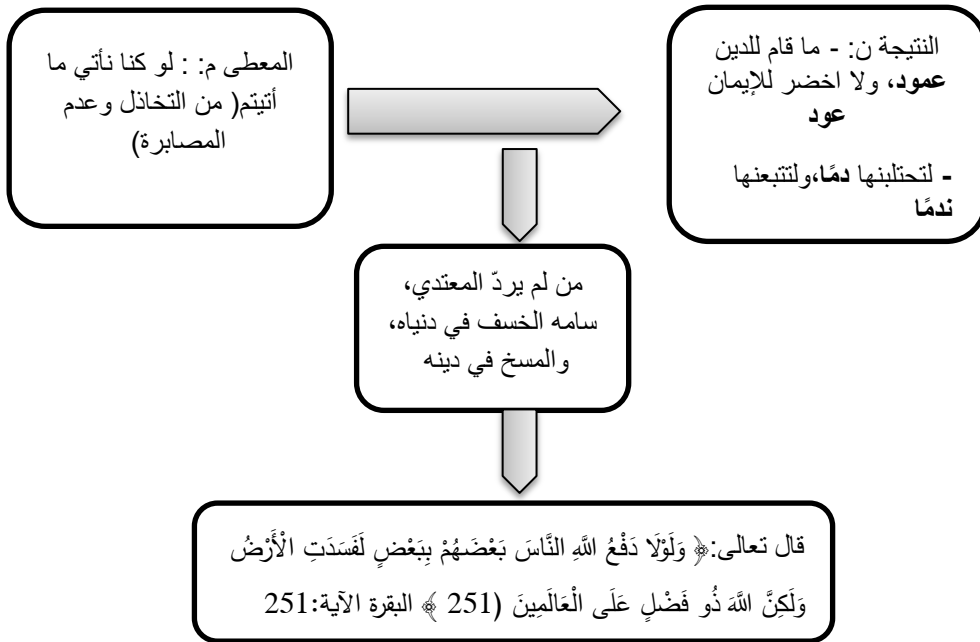 المعطى م: : لو كنا نأتي ما
أتيتم( من التخاذل وعدم
المصابرة)
النتيجة ن: - ما قام للدين
عمود، ولا اخضر للإيمان
عود
- لتحتلبنها دمًا،ولتتبعنها
ندمًا
من لم يردّ المعتدي،
سامه الخسف في دنياه،
والمسخ في دينه
قال تعالى:﴿ وَلَوْلَا دَفْعُ اللَّهِ النَّاسَ بَعْضَهُمْ بِبَعْضٍ لَفَسَدَتِ الْأَرْضُ
وَلَكِنَّ اللَّهَ ذُو فَضْلٍ عَلَى الْعَالَمِينَ (251 ﴾ البقرة الآية:251